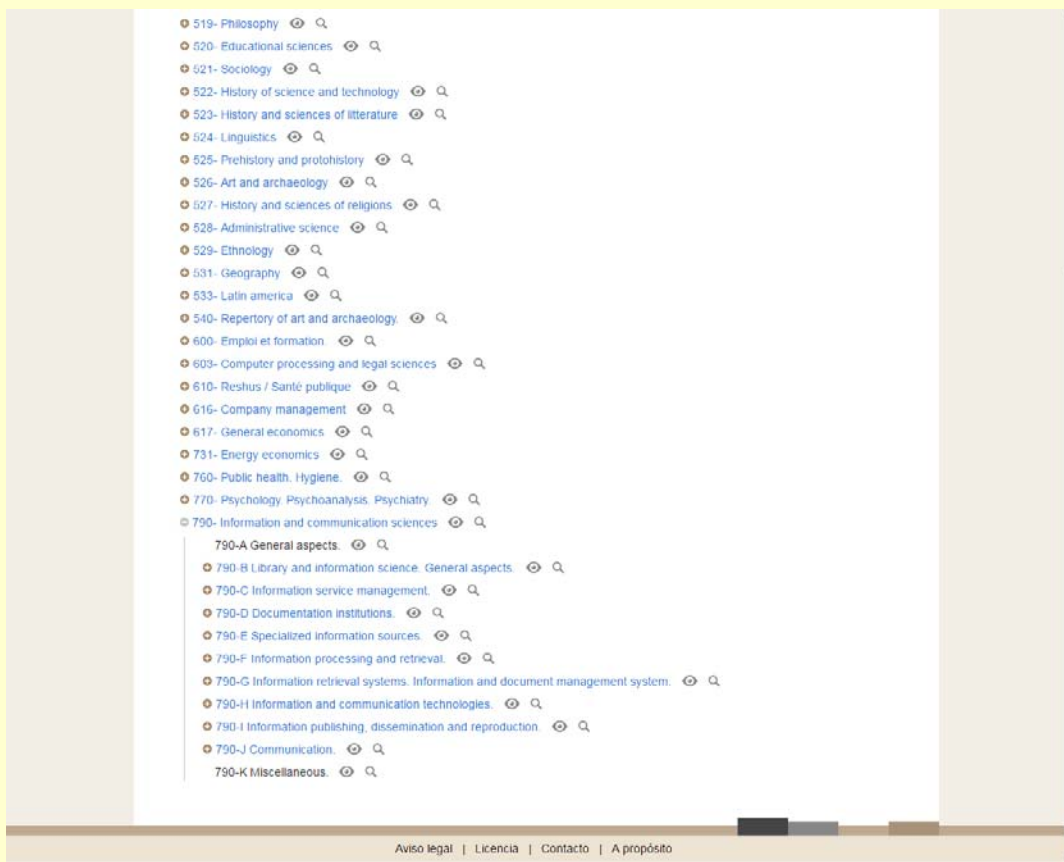 519- Philosophy
520- Educational sciences
521- Sociology
522- History of science and technology
523- History and sciences of litterature
524- Linguistics
525- Prehistory and protohistory
526- Art and archaeology
527- History and sciences of religions
528- Administrative science
529- Ethnology
531- Geography
533- Latin america
540- Repertory of art and archaeology.
600- Emploi et formation
603- Computer processing and legal sciences
610- Reshus / Santé publique
616- Company management
617- General economics
731- Energy economics
760- Public health. Hygiene.
770- Psychology. Psychoanalysis. Psychiatry.
790- Information and communication sciences
790-A General aspects.
790-B Library and information science. General aspects.
790-C Information service management.
790-D Documentation institutions.
790-E Specialized information sources.
790-F Information processing and retrieval.
790-G Information retrieval systems. Information and document management system.
790-H Information and communication technologies.
790-I Information publishing, dissemination and reproduction.
790-J Communication.
790-K Miscellaneous.
Aviso legal | Licencia | Contacto | A propósito